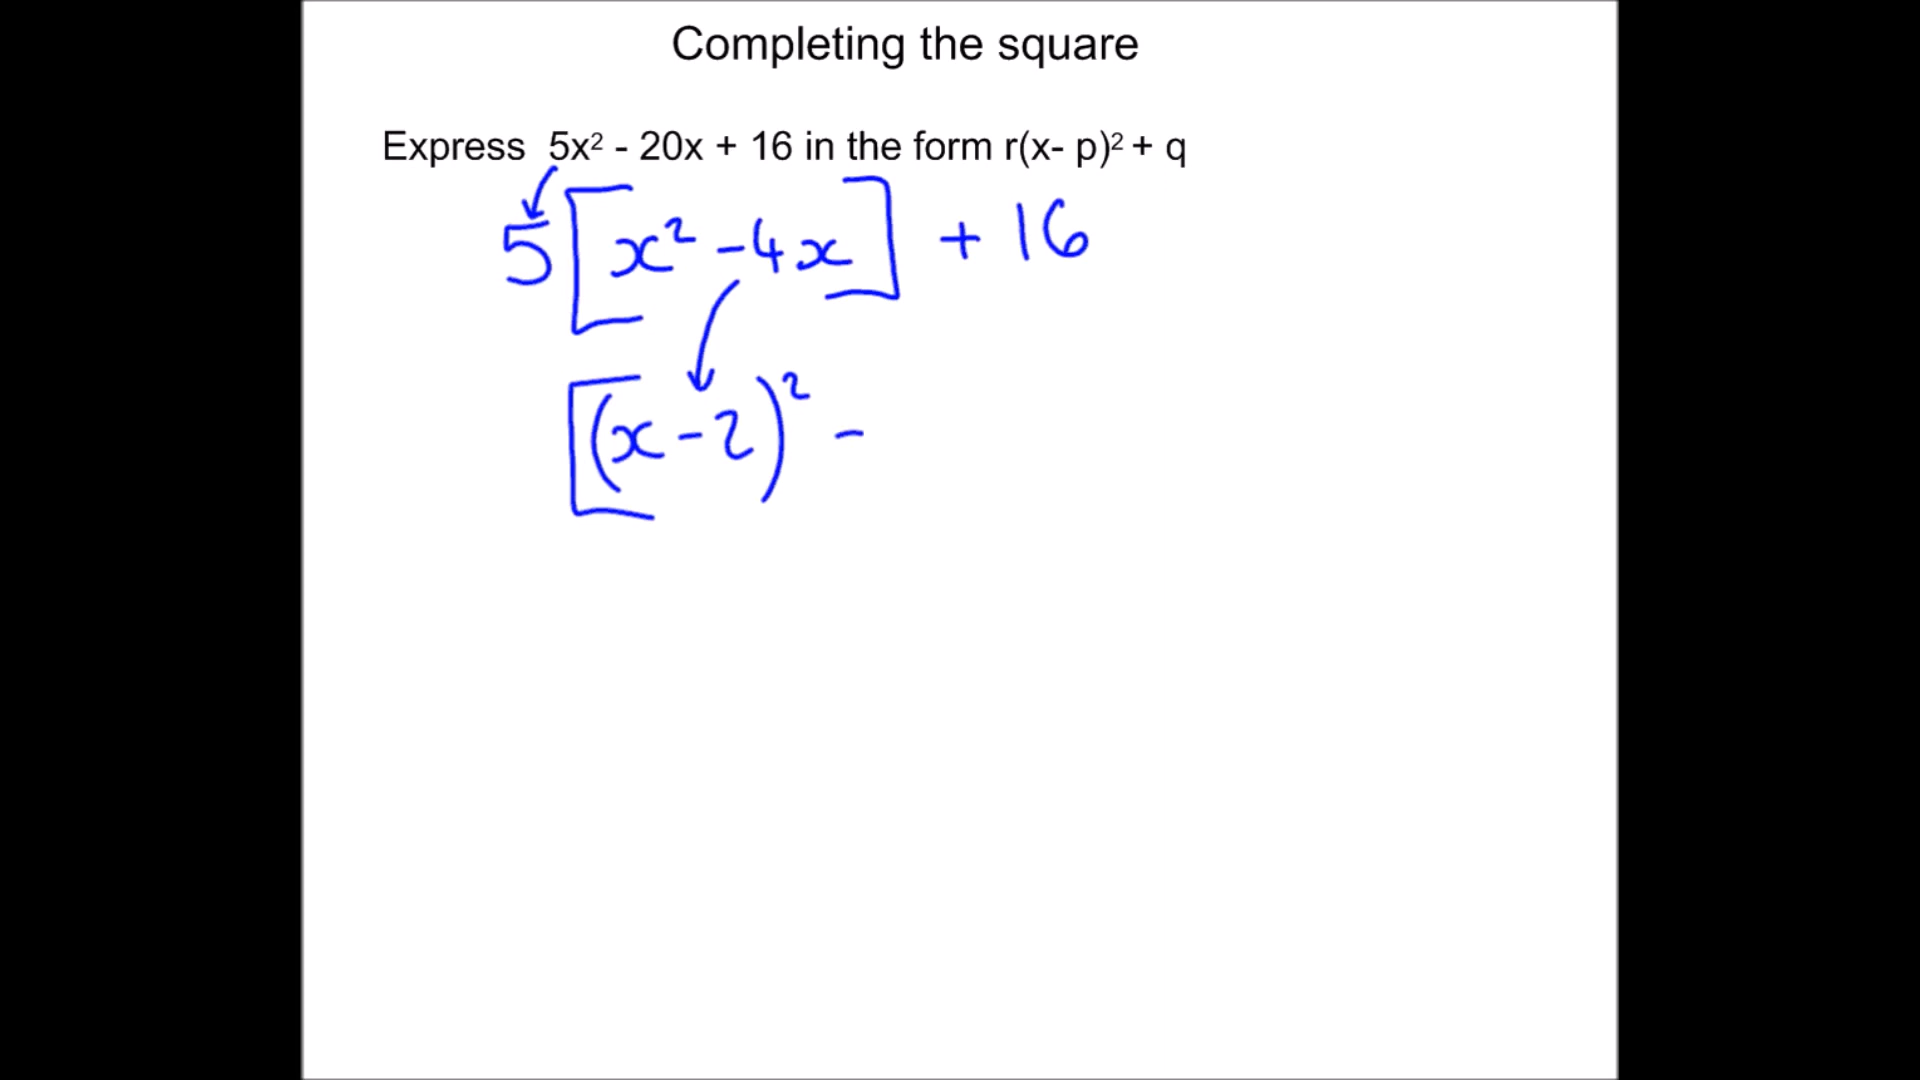 Completing the square
Express 5x² - 20x + 16 in the form r(x- p)² + q
5[x² -4x] + 16
[(x-2)² -